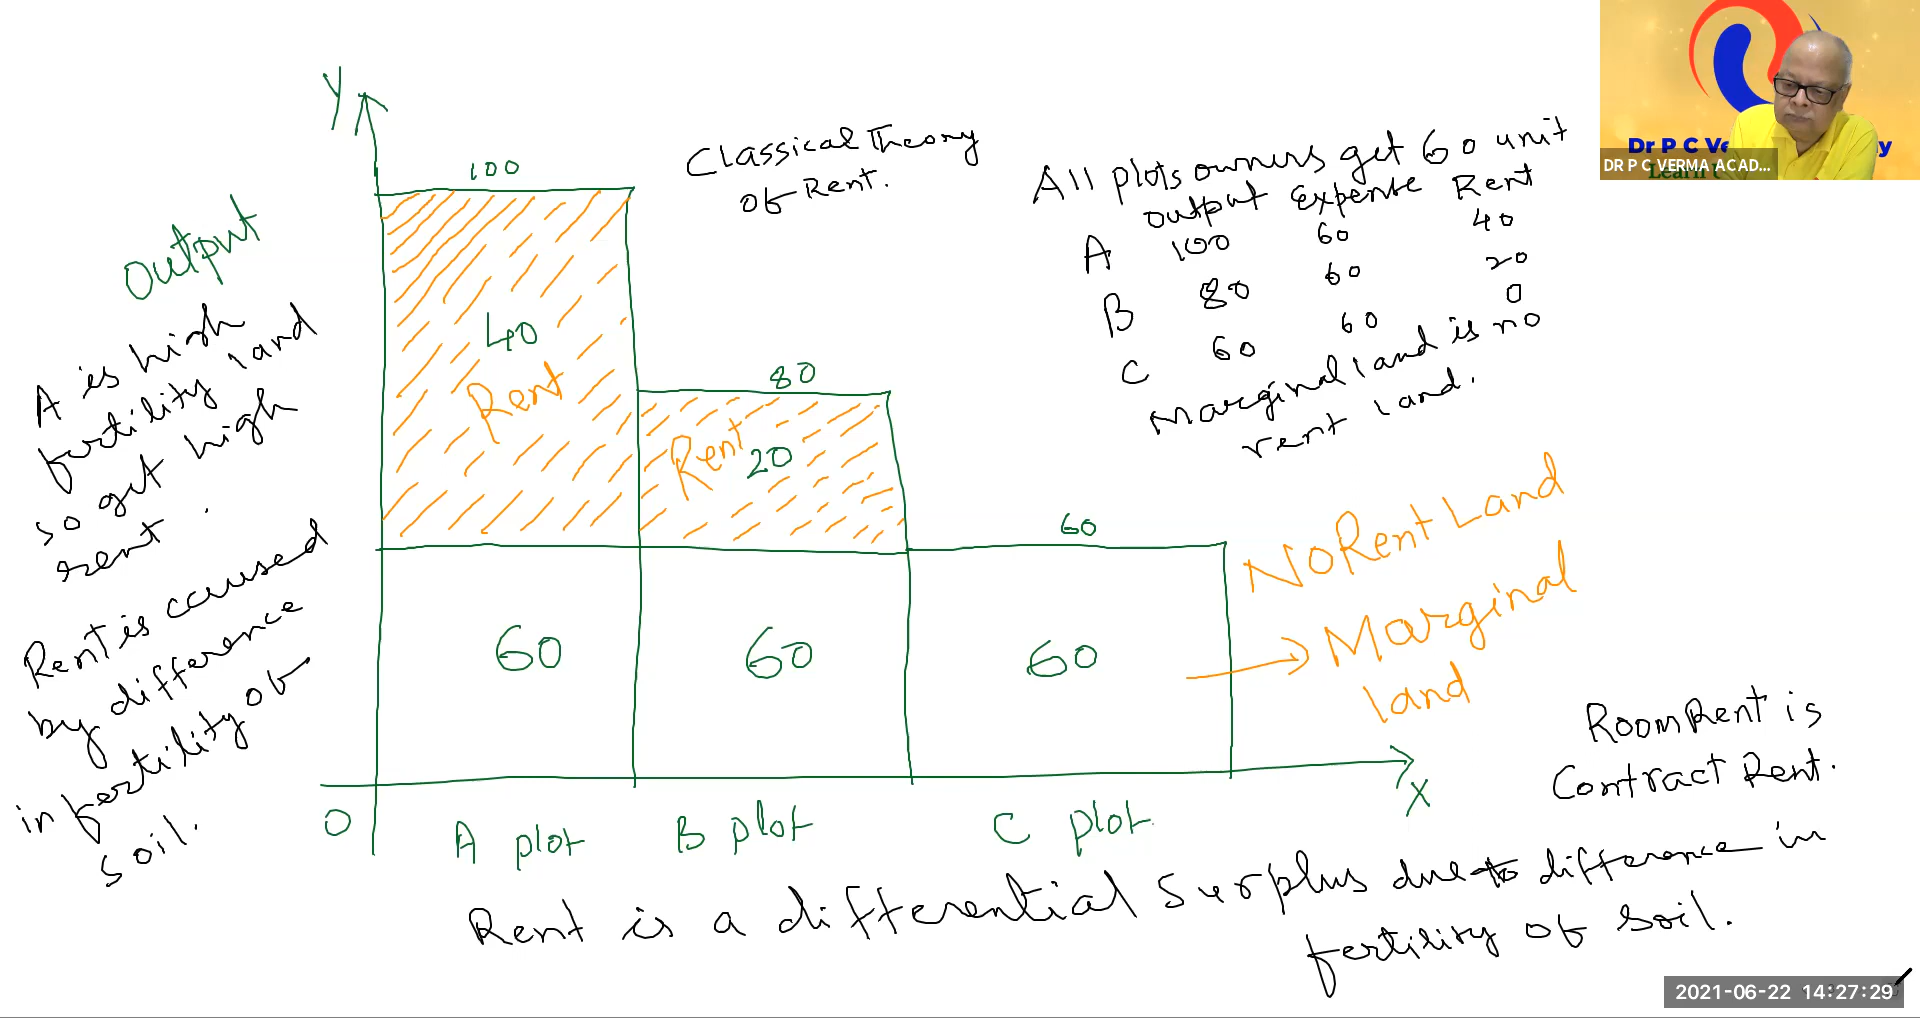 Y
100
Classical Theory
of Rent.
All plots owners get 60 unit
output Expense Rent
A 100 60 40
B 80 60 20
C 60 60 0
Marginal land is no
rent land.
Output
A is high
fertility land
so get high
rent.
Rent is caused
by difference
in fertility of
soil.
40
Rent
80
Rent
20
60
60
60
60
No Rent Land
Marginal
land
Room Rent is
Contract Rent.
O
X
A plot
B plot
C plot
Rent is a differential surplus due to difference in
fertility of soil.
Dr P C Ve
y
DR P C VERMA ACAD...
2021-06-22 14:27:29